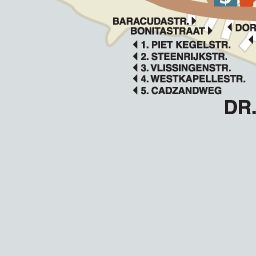 BARACUDASTR.
BONITASTRAAT
DOR
1. PIET KEGELSTR.
2. STEENRIJKSTR.
3. VLISSINGENSTR.
4. WESTKAPELLESTR.
5. CADZANDWEG
DR.